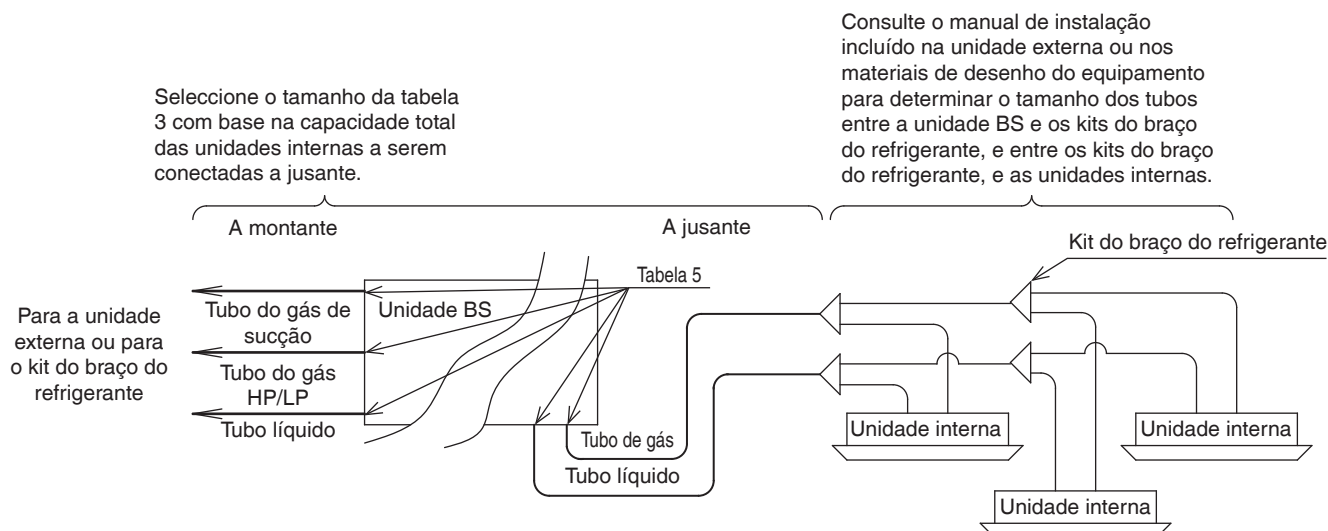 Consulte o manual de instalação
incluído na unidade externa ou nos
materiais de desenho do equipamento
para determinar o tamanho dos tubos
entre a unidade BS e os kits do braço
do refrigerante, e entre os kits do braço
do refrigerante, e as unidades internas.
Seleccione o tamanho da tabela
3 com base na capacidade total
das unidades internas a serem
conectadas a jusante.
A montante
A jusante
Kit do braço do refrigerante
Tabela 5
Para a unidade
externa ou para
o kit do braço do
refrigerante
Tubo do gás de
sucção
Unidade BS
Tubo do gás
HP/LP
Tubo líquido
Tubo de gás
Tubo líquido
Unidade interna
Unidade interna
Unidade interna